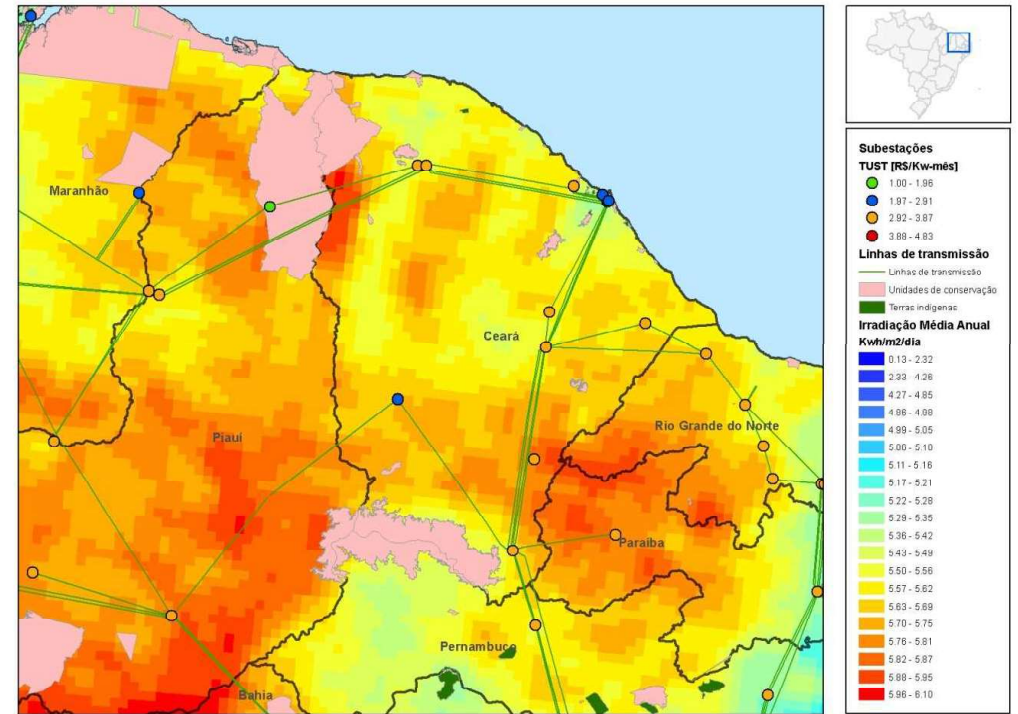 Maranhão
Piauí
Ceará
Rio Grande do Norte
Paraíba
Pernambuco
Bahia
Subestações
TUST [R$/Kw-mês]
1.00 - 1.96
1.97 - 2.91
2.92 - 3.87
3.88 - 4.83
Linhas de transmissão
Linhas de transmissão
Unidades de conservação
Terras indígenas
Irradiação Média Anual
Kwh/m2/dia
0.13 - 2.32
2.33 - 4.26
4.27 - 4.85
4.86 - 4.98
4.99 - 5.05
5.00 - 5.10
5.11 - 5.16
5.17 - 5.21
5.22 - 5.28
5.29 - 5.35
5.36 - 5.42
5.43 - 5.49
5.50 - 5.56
5.57 - 5.62
5.63 - 5.69
5.70 - 5.75
5.76 - 5.81
5.82 - 5.87
5.88 - 5.95
5.96 - 6.10